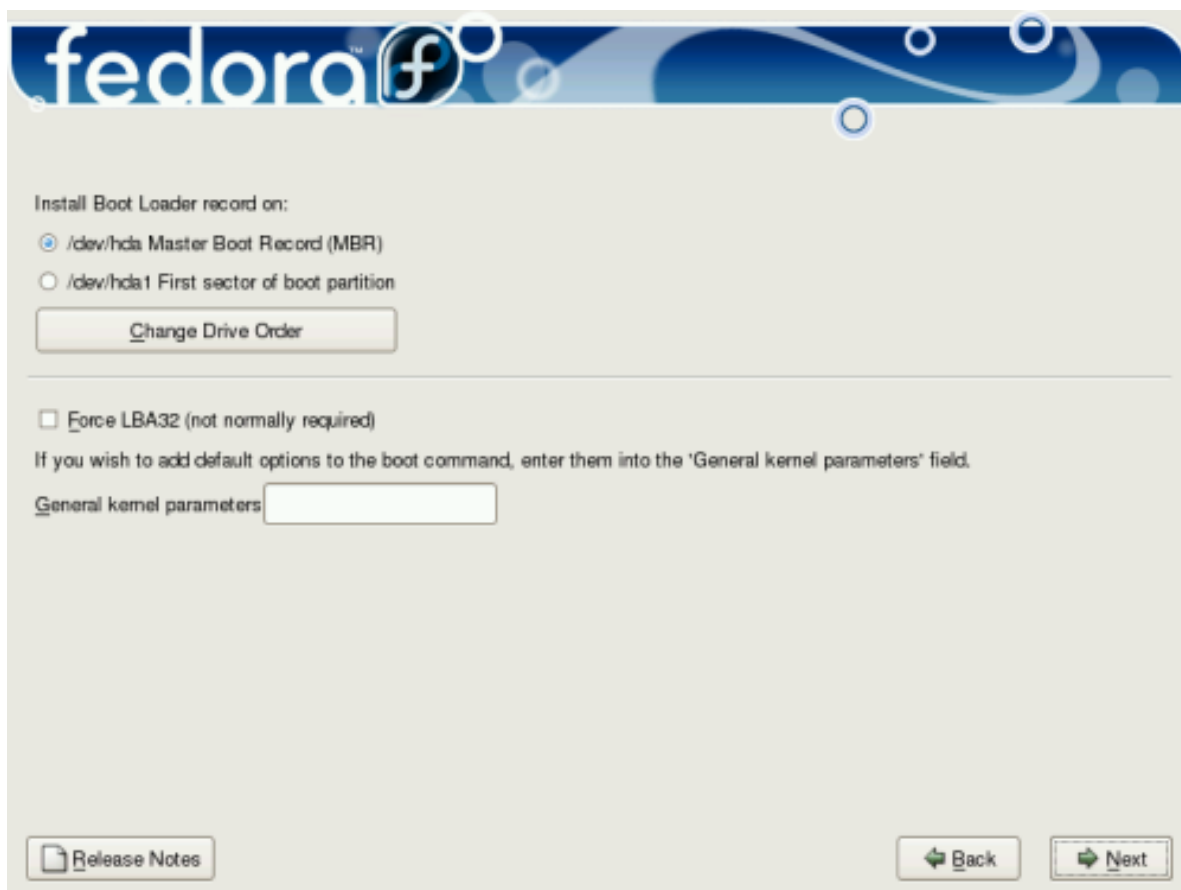 fedora f™
Install Boot Loader record on:
/dev/hda Master Boot Record (MBR)
/dev/hda1 First sector of boot partition
Change Drive Order
Force LBA32 (not normally required)
If you wish to add default options to the boot command, enter them into the 'General kernel parameters' field.
General kernel parameters
Release Notes
Back
Next